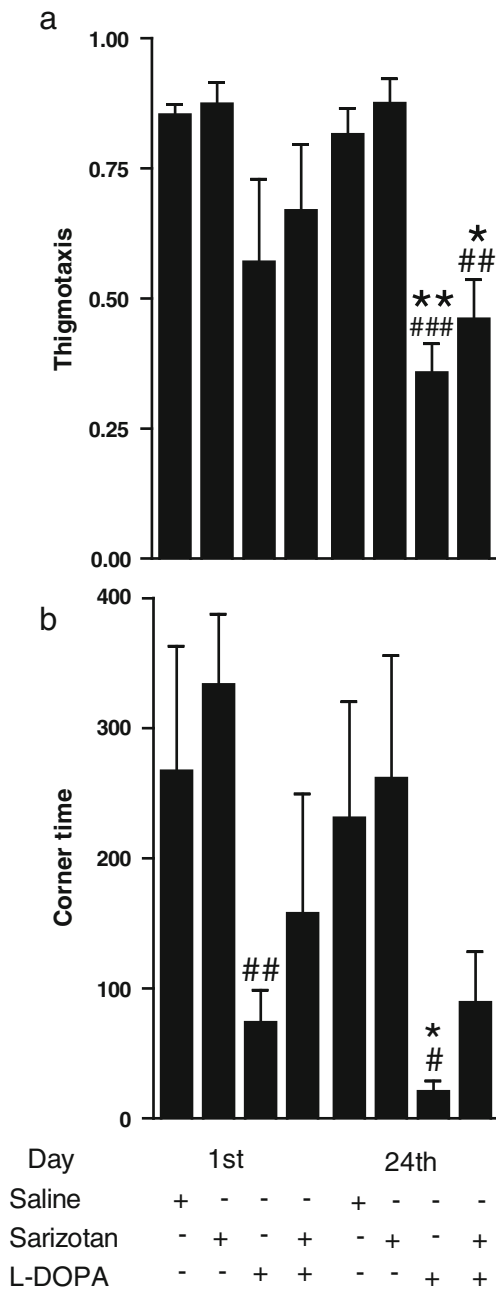 a
1.00
0.75
0.50
0.25
0.00
Thigmotaxis
** 
###
*
##
b
400
300
200
100
0
Corner time
##
*
#
Day 1st 24th
Saline + - - - + - - -
Sarizotan - + - + - + - +
L-DOPA - - + + - - + +